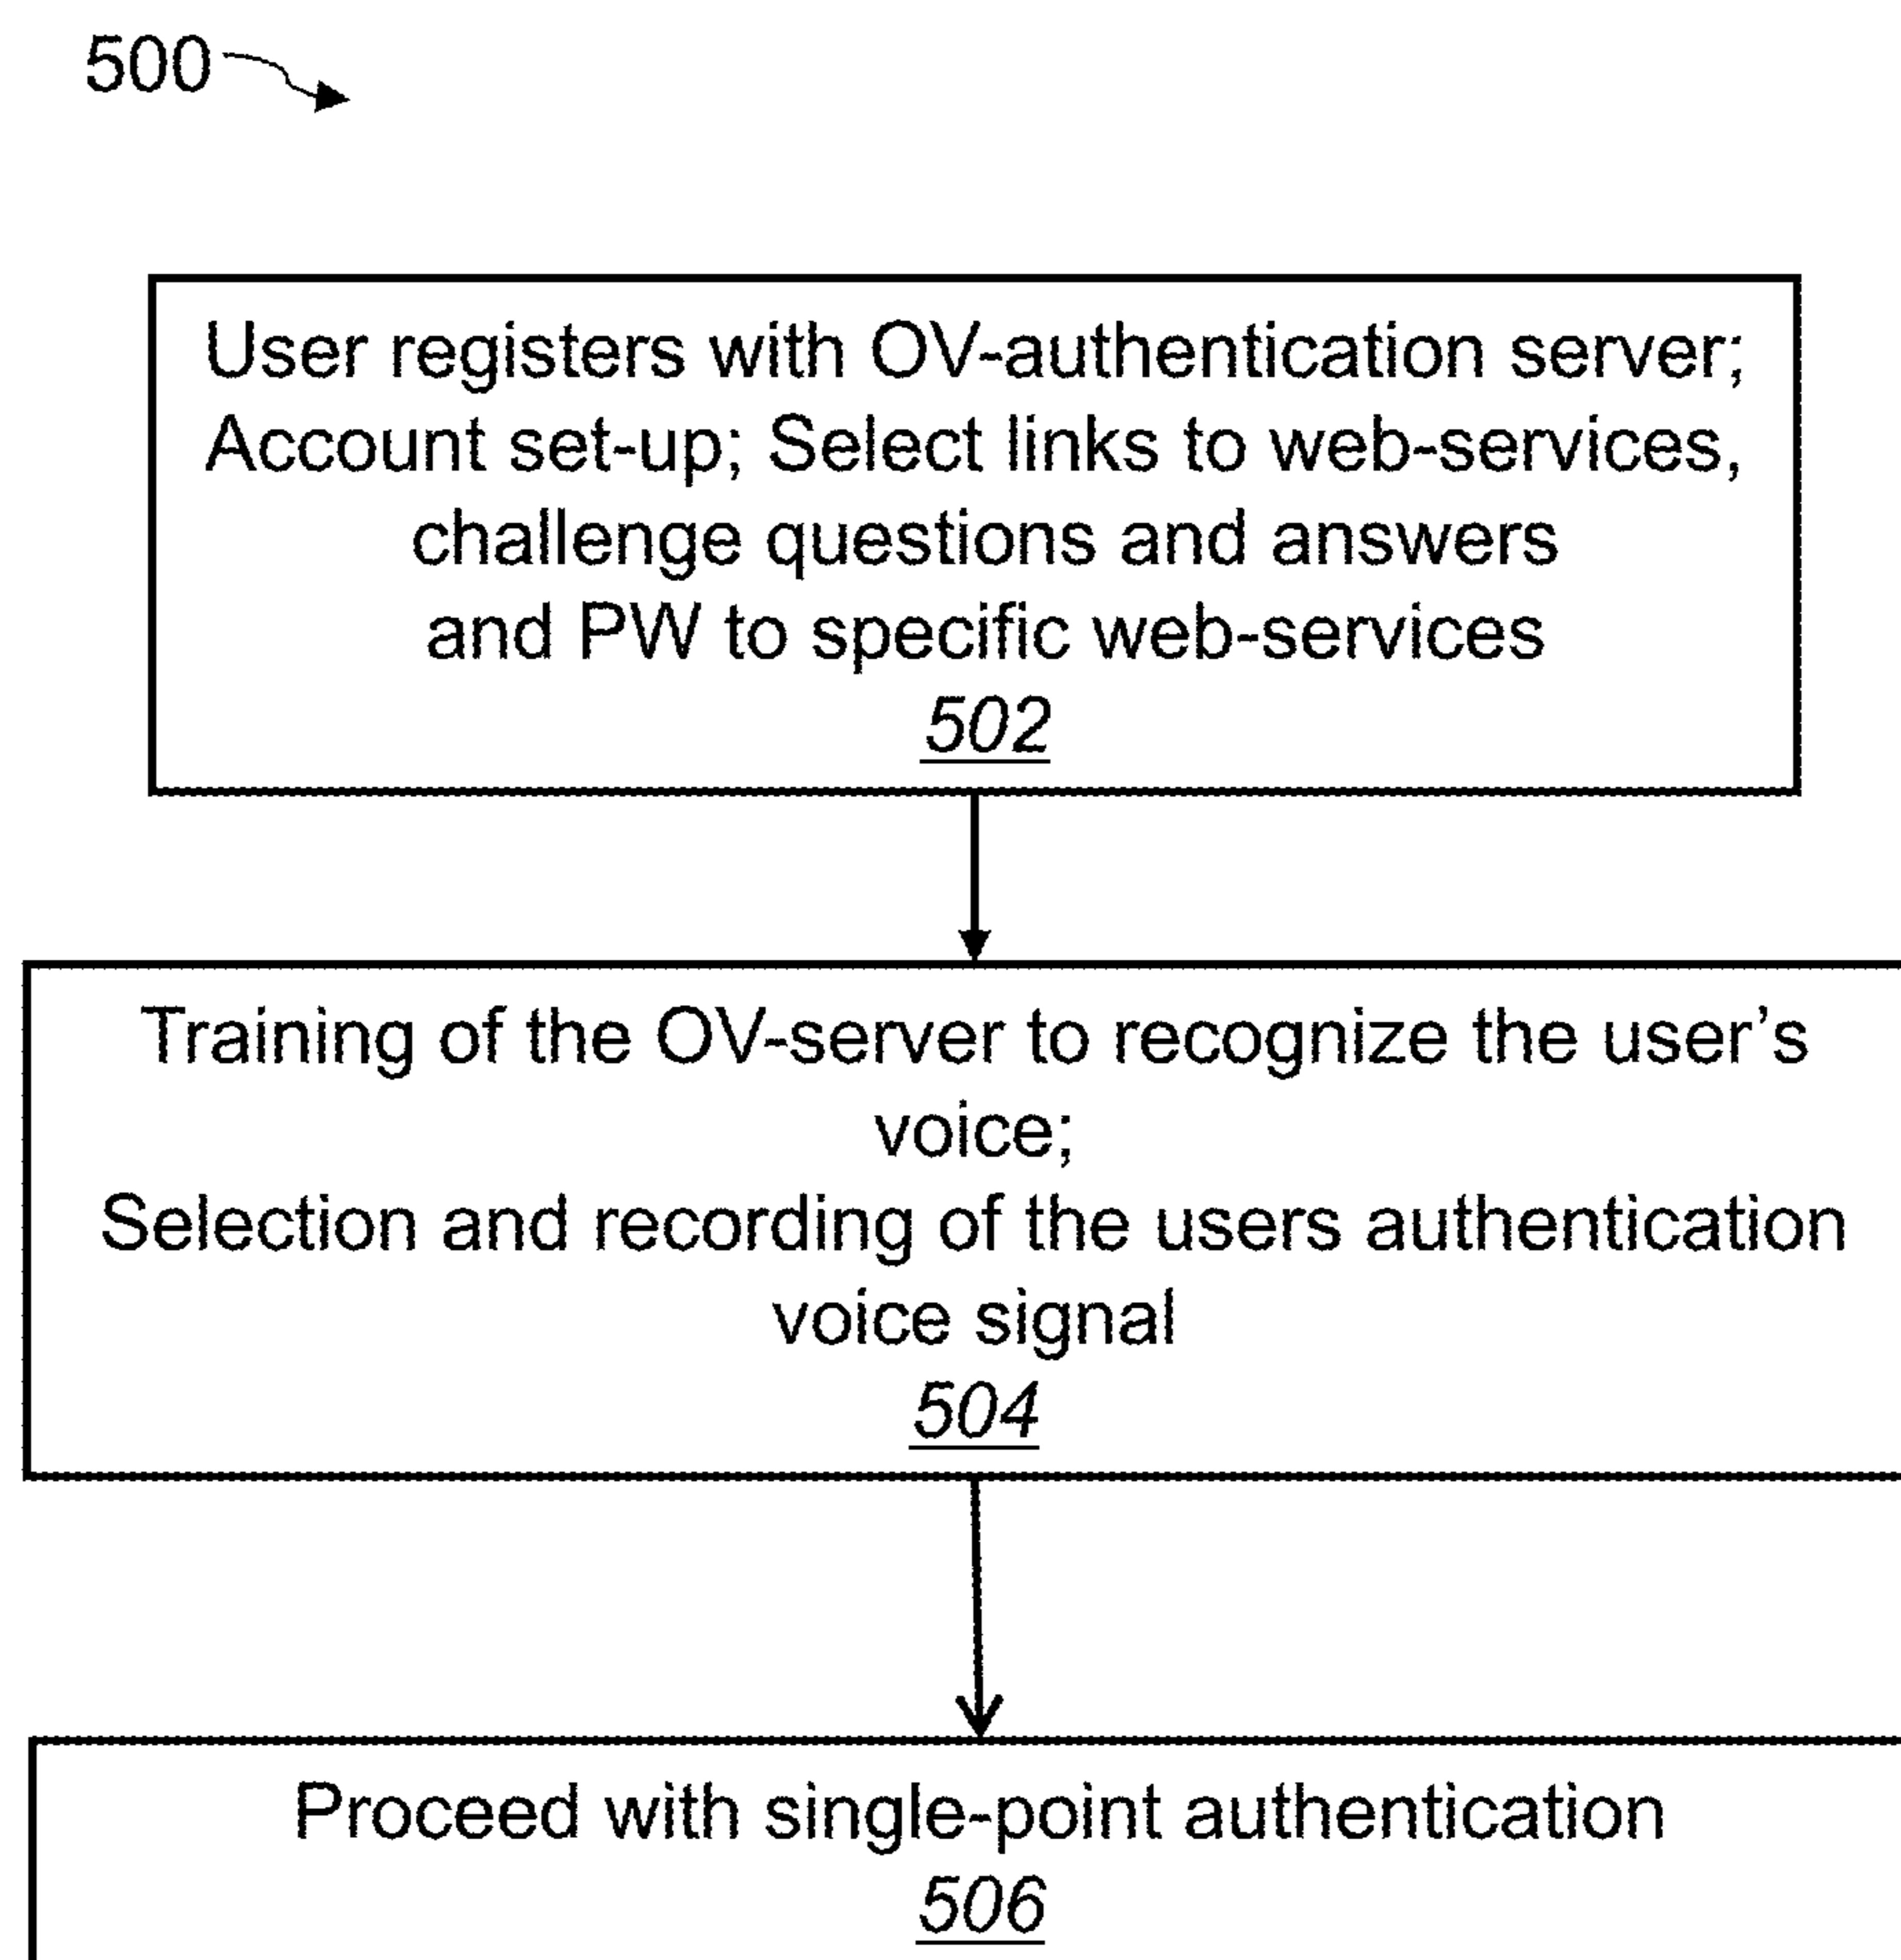 500
User registers with OV-authentication server;
Account set-up; Select links to web-services,
challenge questions and answers
and PW to specific web-services
502
Training of the OV-server to recognize the user’s
voice;
Selection and recording of the users authentication
voice signal
504
Proceed with single-point authentication
506